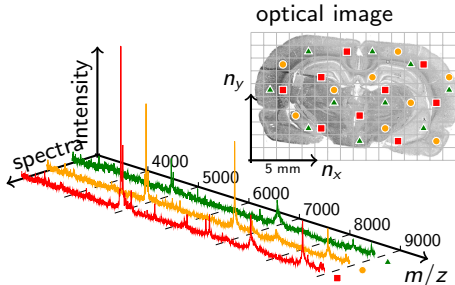 optical image
n_y
5 mm
n_x
intensity
spectra
4000
5000
6000
7000
8000
9000
m/z